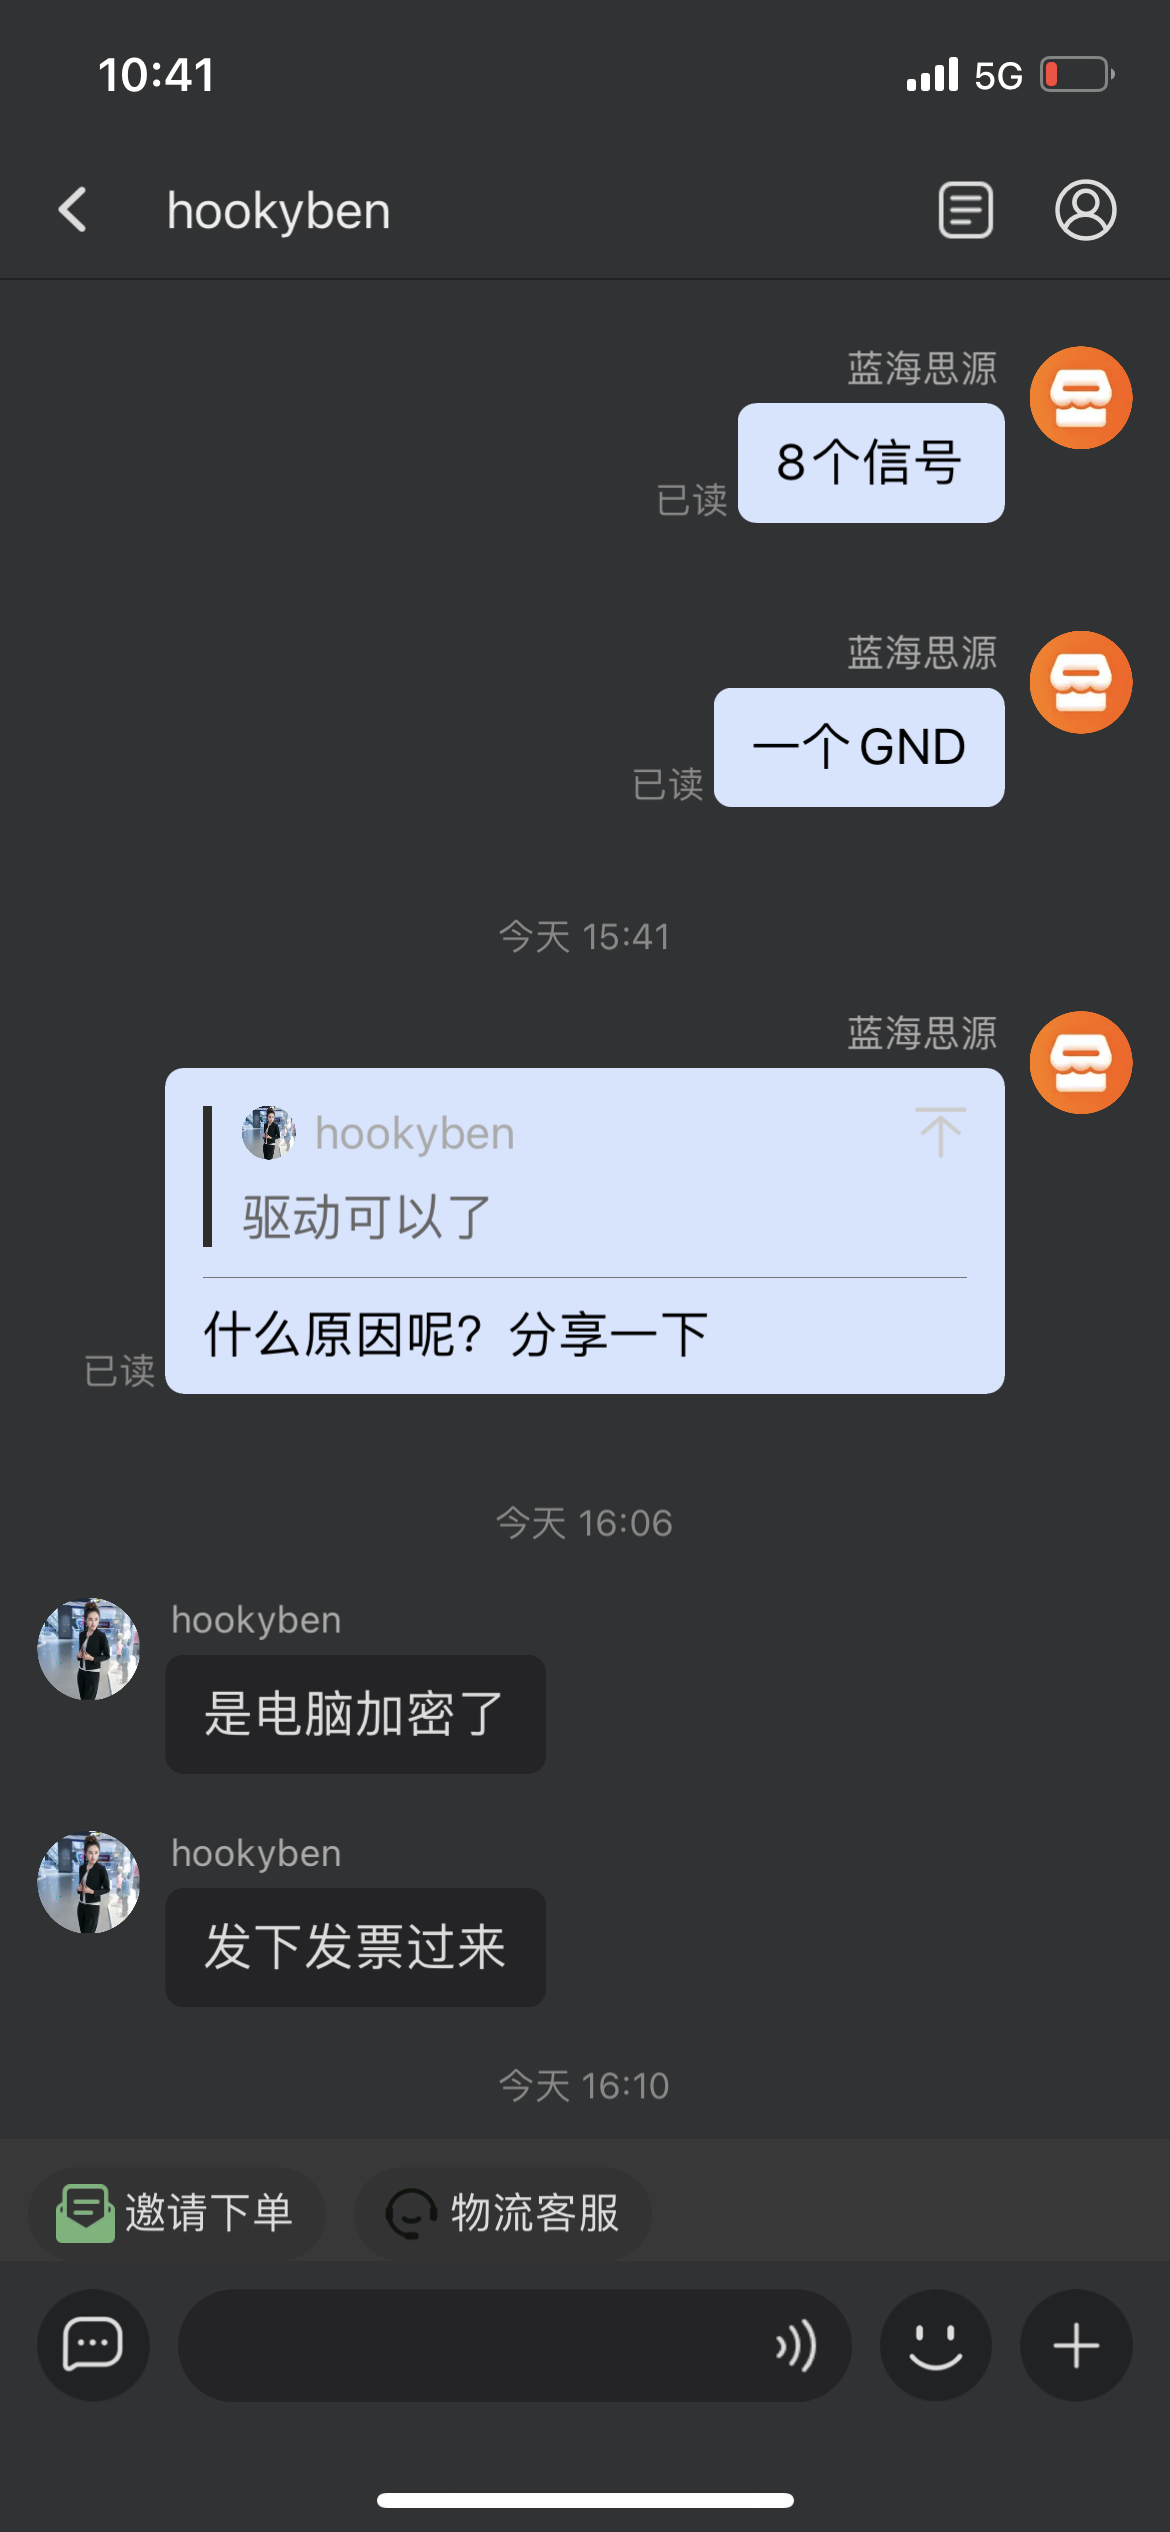 10:41
5G
hookyben
蓝海思源
8个信号
已读
蓝海思源
一个GND
已读
今天 15:41
蓝海思源
hookyben
驱动可以了
什么原因呢？分享一下
已读
今天 16:06
hookyben
是电脑加密了
hookyben
发下发票过来
今天 16:10
邀请下单
物流客服